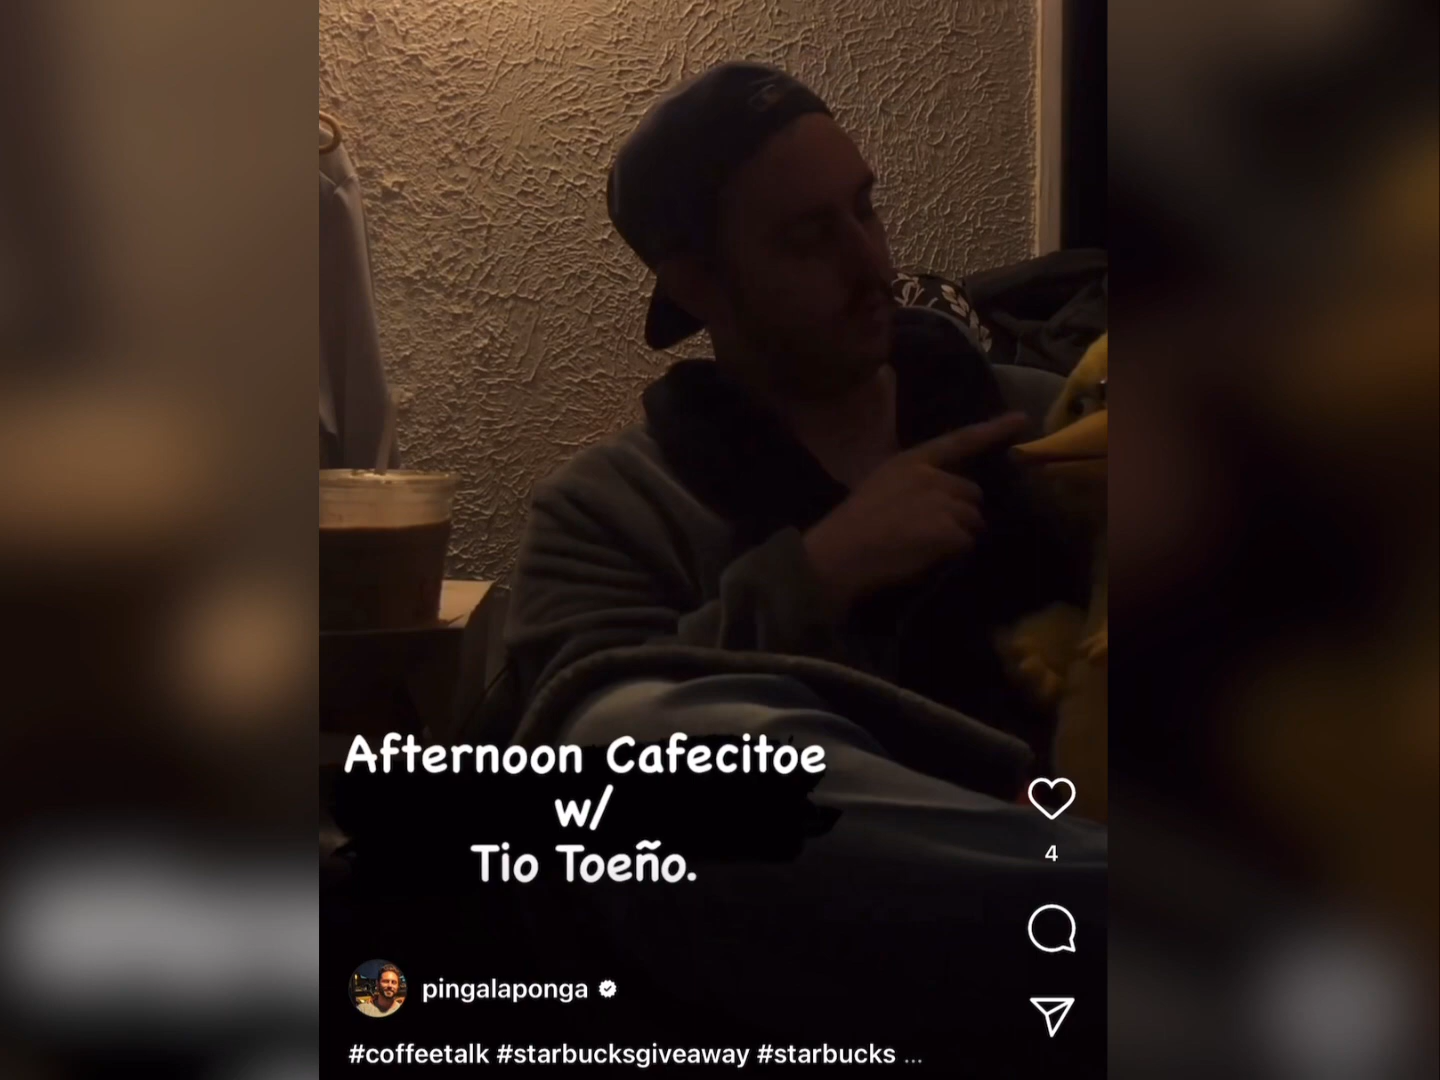 Afternoon Cafecitoe
w/
Tio Toeño.
4
pingalaponga
#coffeetalk #starbucksgiveaway #starbucks ...